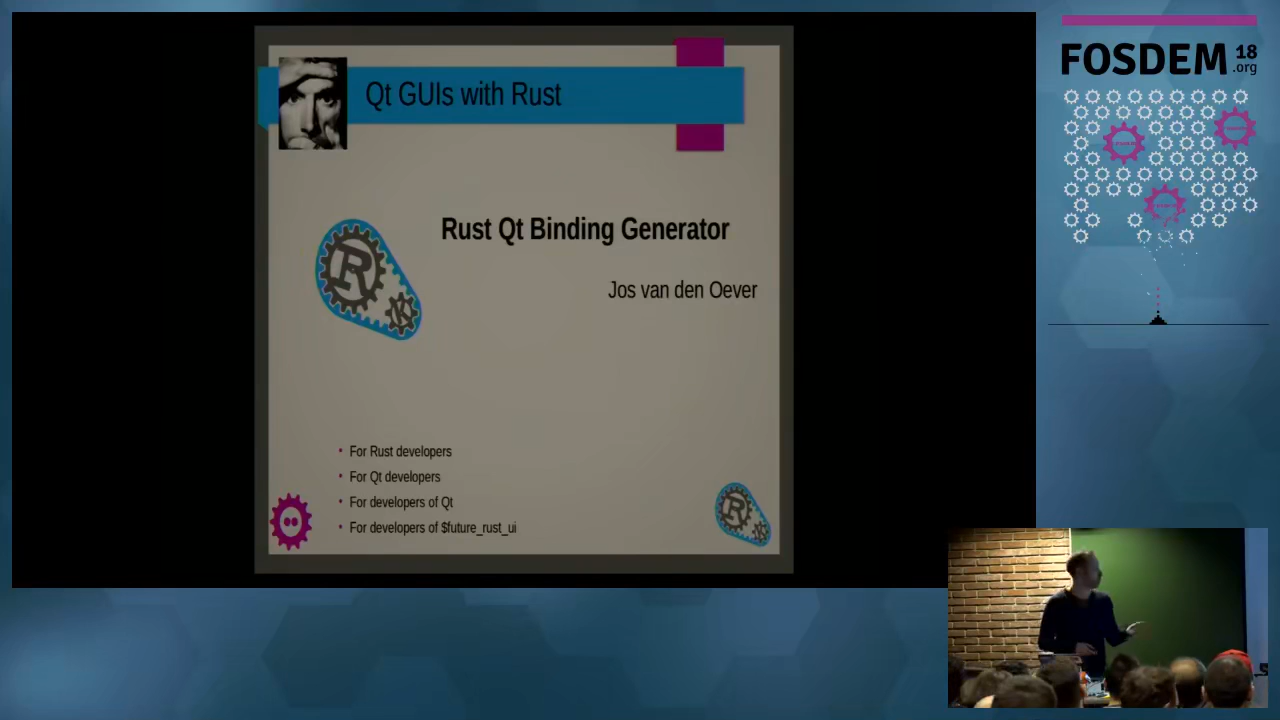 Qt GUIs with Rust
Rust Qt Binding Generator
Jos van den Oever
For Rust developers
For Qt developers
For developers of Qt
For developers of $future_rust_ui
FOSDEM 18
.org
R
K
R
K